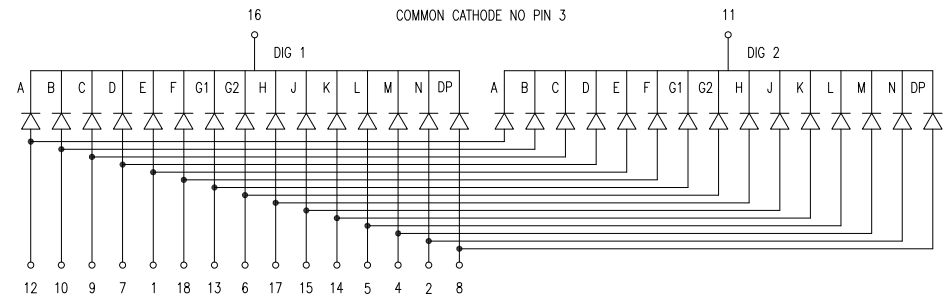 16 COMMON CATHODE NO PIN 3 11
DIG 1 DIG 2
A B C D E F G1 G2 H J K L M N DP A B C D E F G1 G2 H J K L M N DP
12 10 9 7 1 18 13 6 17 15 14 5 4 2 8